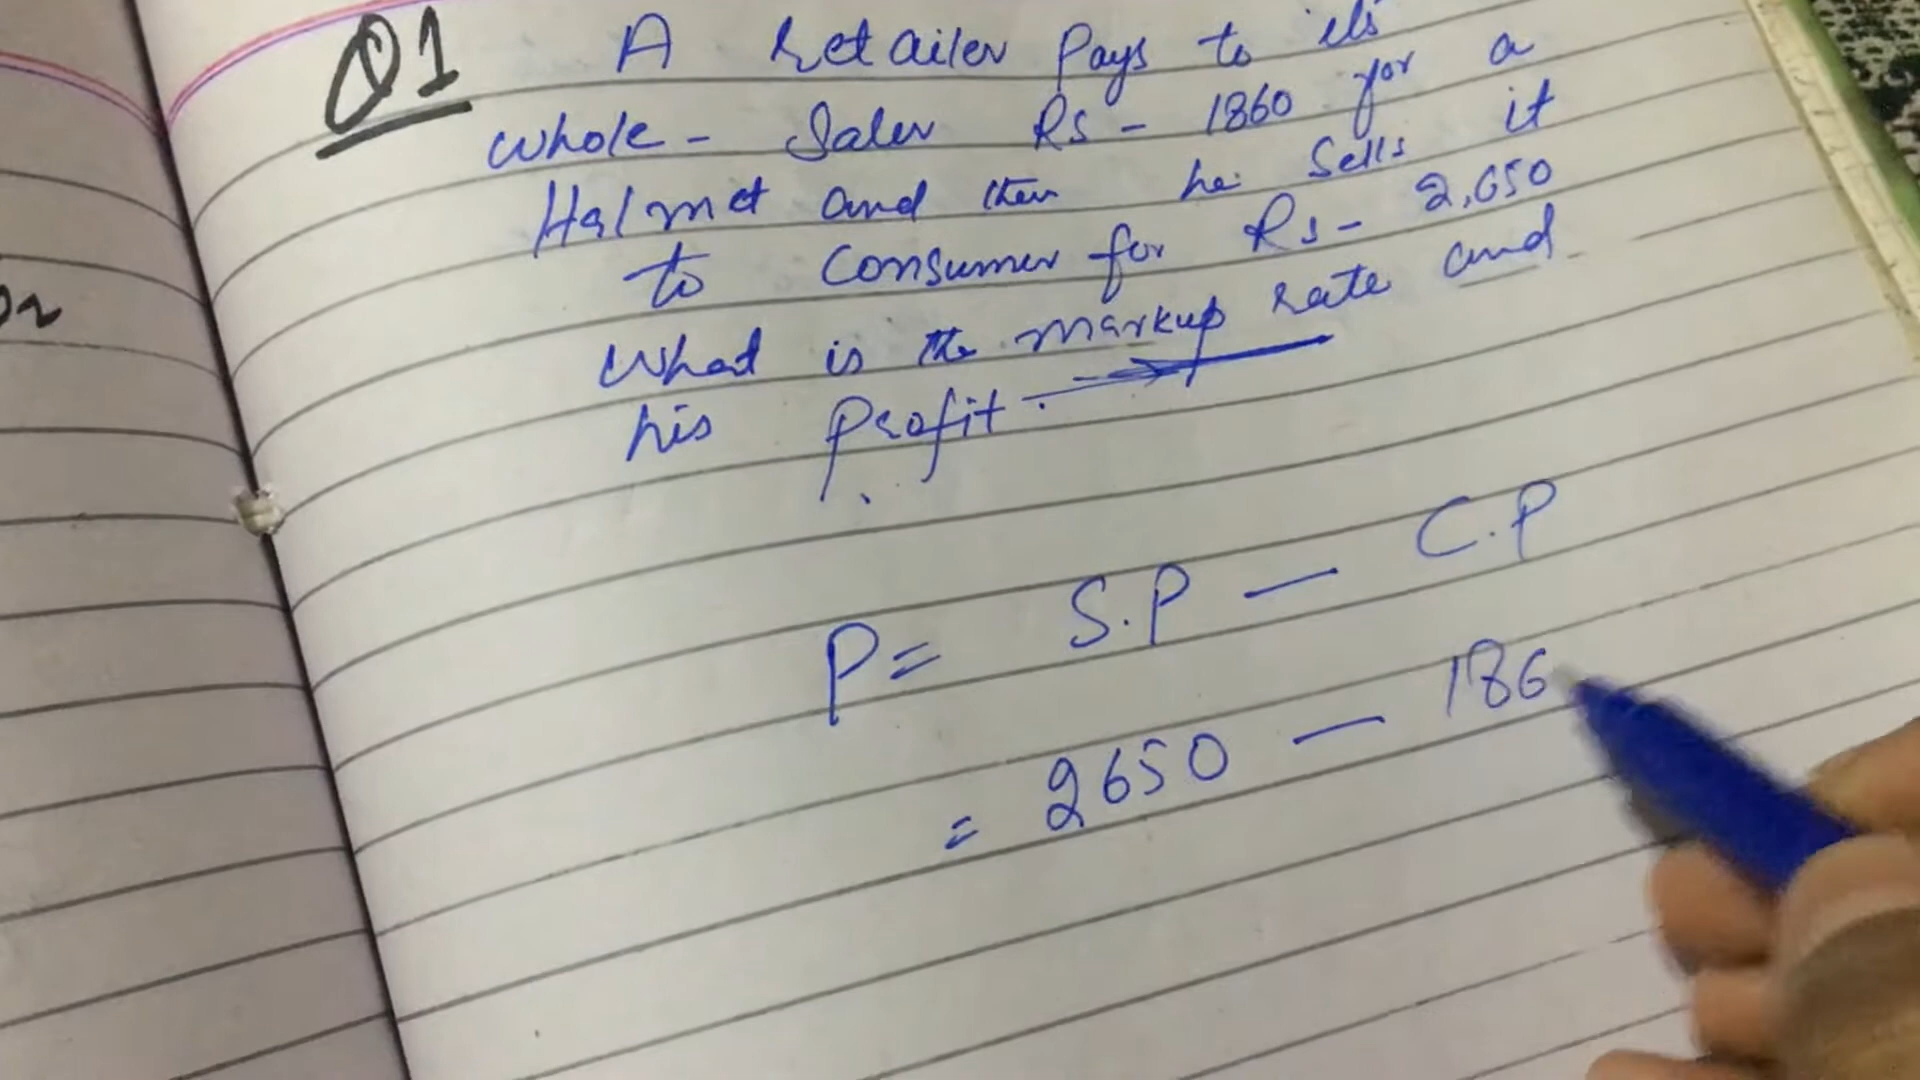 Q1 A retailer Pays to its
whole - Saler Rs - 1860 for a
Halmet and then he Sells it
to Consumer for Rs - 2,650
What is the markup rate and
his Profit.
P = S.P — C.P
= 2650 — 186